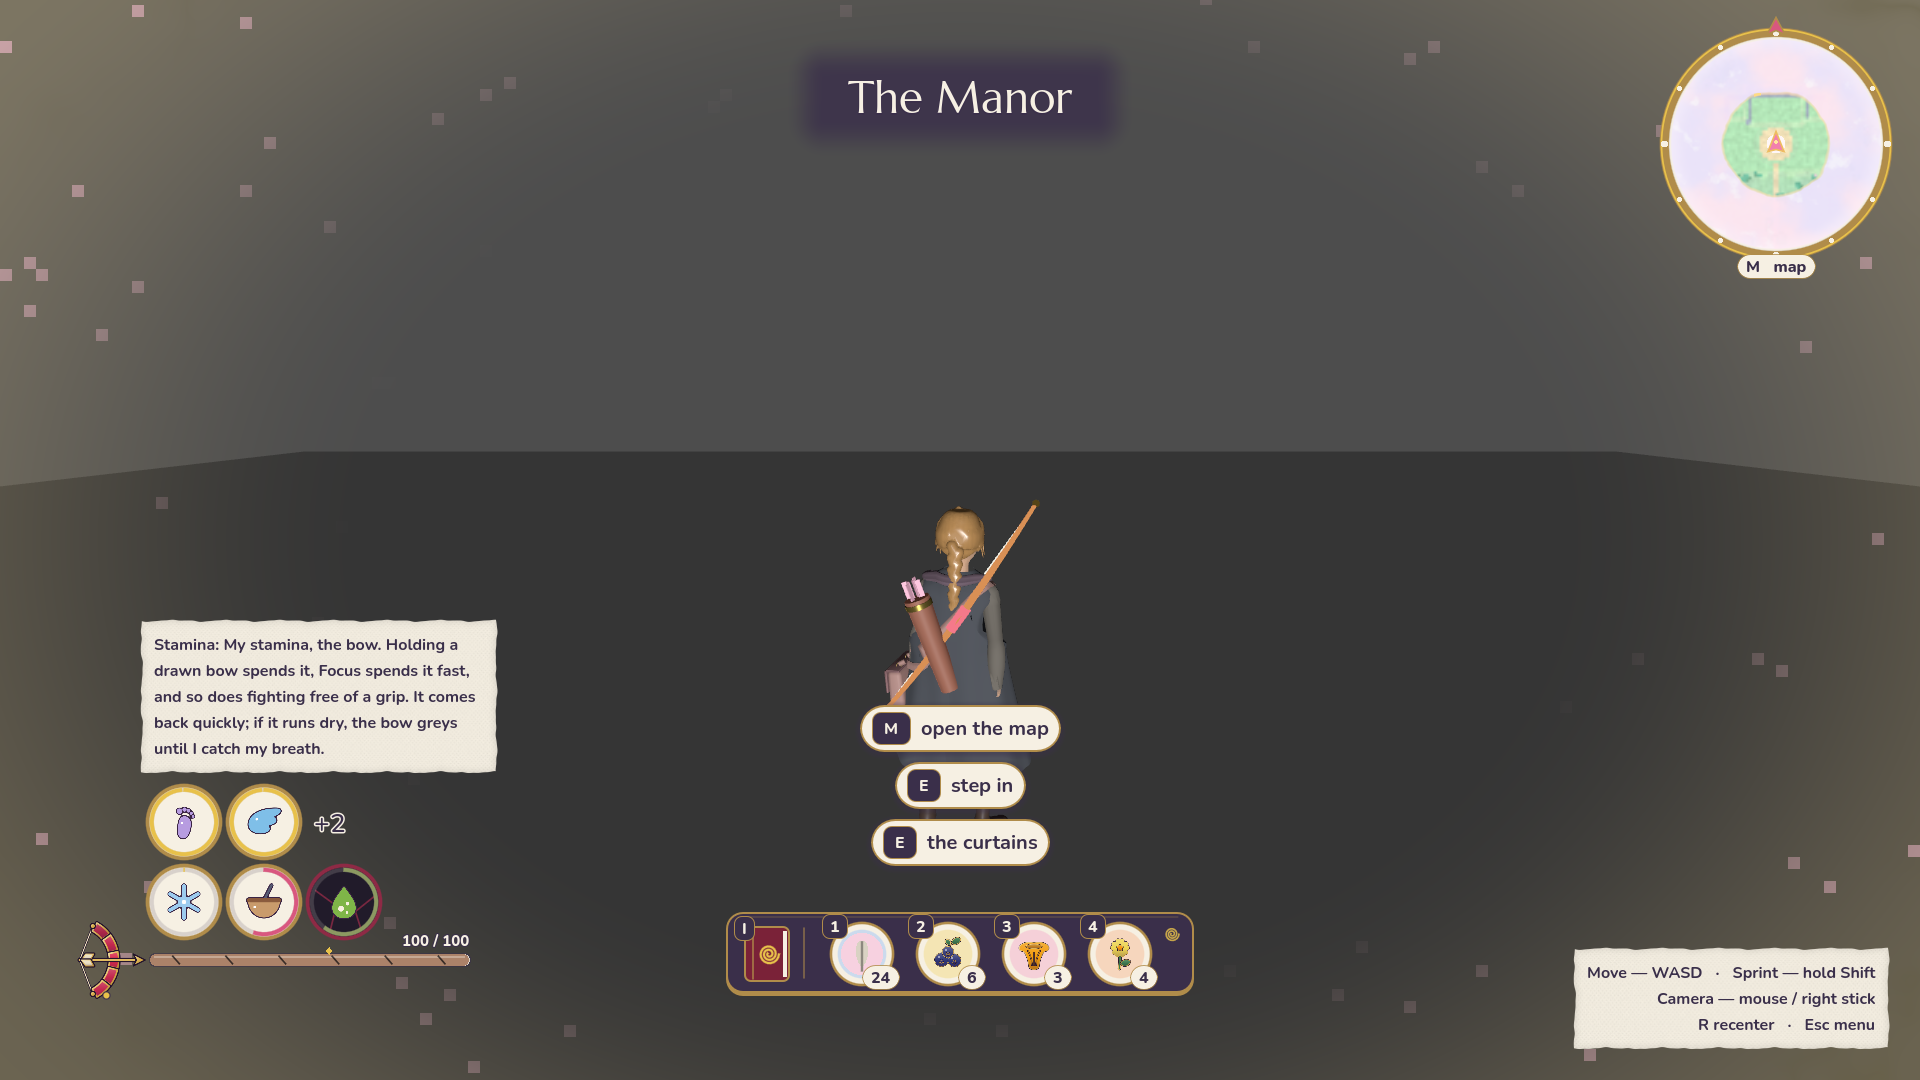 The Manor
M map
Stamina: My stamina, the bow. Holding a
drawn bow spends it, Focus spends it fast,
and so does fighting free of a grip. It comes
back quickly; if it runs dry, the bow greys
until I catch my breath.
M open the map
E step in
E the curtains
+2
100 / 100
I
1
24
2
6
3
3
4
4
Move — WASD · Sprint — hold Shift
Camera — mouse / right stick
R recenter · Esc menu